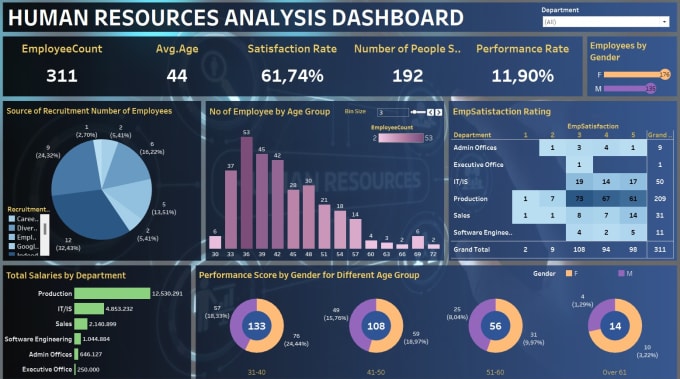 HUMAN RESOURCES ANALYSIS DASHBOARD
Department
(All)
EmployeeCount
311
Avg.Age
44
Satisfaction Rate
61,74%
Number of People S..
192
Performance Rate
11,90%
Employees by
Gender
F 176
M 135
Source of Recruitment Number of Employees
1
(2,70%)
2
(5,41%)
6
(16,22%)
5
(13,51%)
2
(5,41%)
12
(32,43%)
9
(24,32%)
Recruitment..
Caree..
Diver..
Empl..
Googl..
Indeed
No of Employee by Age Group
Bin Size
3
EmployeeCount
2 53
6 37 53 45 42 28 30 21 18 14 2 3 2 6 2
30 33 36 39 42 45 48 51 54 57 60 63 66 69 72
HUMAN RESOURCES
EmpSatistaction Rating
EmpSatisfaction
Department 1 2 3 4 5 Grand ..
Admin Offices 1 3 4 1 9
Executive Office 1 1
IT/IS 19 14 17 50
Production 1 7 73 67 61 209
Sales 1 1 8 7 14 31
Software Enginee.. 4 2 5 11
Grand Total 2 9 108 94 98 311
Total Salaries by Department
Production 12.530.291
IT/IS 4.853.232
Sales 2.140.899
Software Engineering 1.044.884
Admin Offices 646.127
Executive Office 250.000
Performance Score by Gender for Different Age Group
Gender F M
57
(18,33%)
133
76
(24,44%)
31-40
49
(15,76%)
108
59
(18,97%)
41-50
25
(8,04%)
56
31
(9,97%)
51-60
4
(1,29%)
14
10
(3,22%)
Over 61